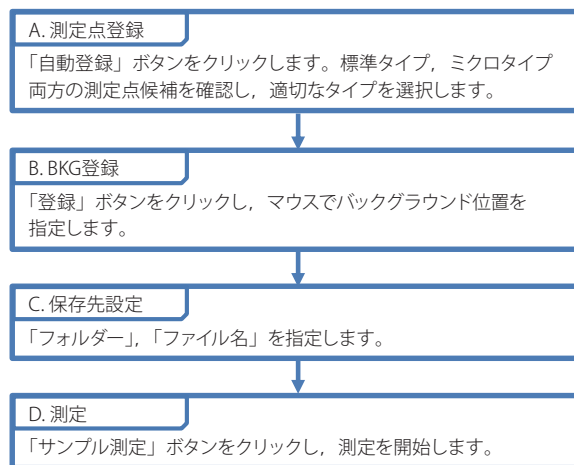 A. 測定点登録
「自動登録」ボタンをクリックします。標準タイプ，ミクロタイプ
両方の測定点候補を確認し，適切なタイプを選択します。
B. BKG登録
「登録」ボタンをクリックし，マウスでバックグラウンド位置を
指定します。
C. 保存先設定
「フォルダー」，「ファイル名」を指定します。
D. 測定
「サンプル測定」ボタンをクリックし，測定を開始します。